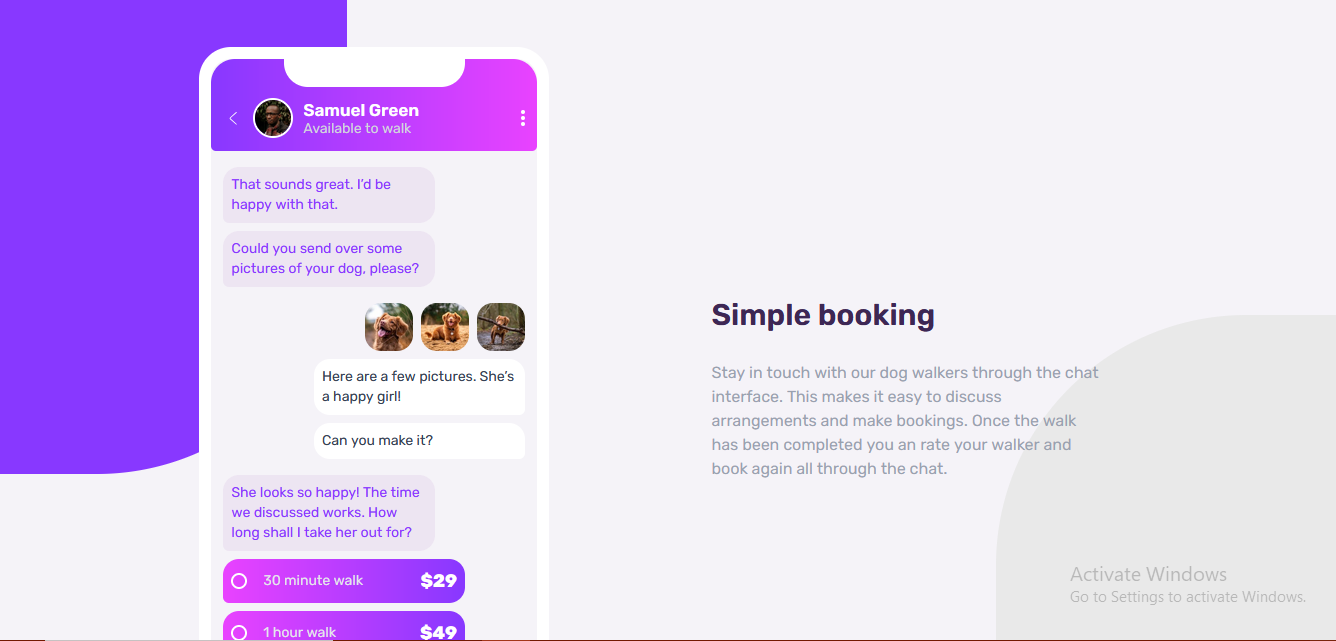 Samuel Green
Available to walk
That sounds great. I’d be
happy with that.
Could you send over some
pictures of your dog, please?
Here are a few pictures. She’s
a happy girl!
Can you make it?
She looks so happy! The time
we discussed works. How
long shall I take her out for?
30 minute walk $29
1 hour walk $49
Simple booking
Stay in touch with our dog walkers through the chat
interface. This makes it easy to discuss
arrangements and make bookings. Once the walk
has been completed you an rate your walker and
book again all through the chat.
Activate Windows
Go to Settings to activate Windows.